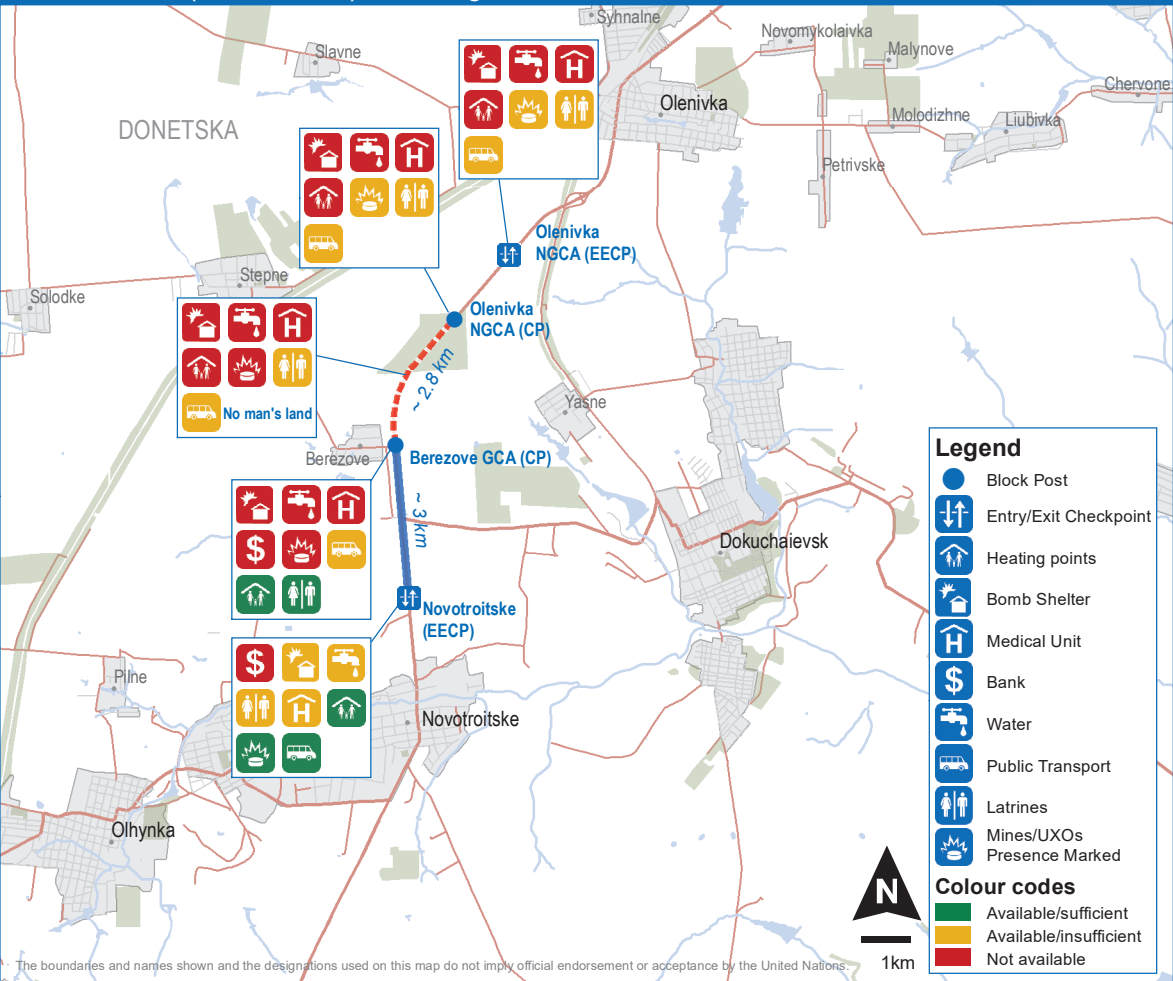 Syhnalne
Novomykolaivka
Malynove
Slavne
Chervone
Olenivka
Molodizhne
Liubivka
DONETSKA
Petrivske
Olenivka
NGCA (EECP)
Stepne
Solodke
Olenivka
NGCA (CP)
~ 2.8 km
No man's land
Yasne
Berezove
Berezove GCA (CP)
~ 3 km
Dokuchaievsk
Novotroitske
(EECP)
Pilne
Novotroitske
Olhynka
Legend
Block Post
Entry/Exit Checkpoint
Heating points
Bomb Shelter
Medical Unit
Bank
Water
Public Transport
Latrines
Mines/UXOs
Presence Marked
Colour codes
Available/sufficient
Available/insufficient
Not available
N
1km
The boundaries and names shown and the designations used on this map do not imply official endorsement or acceptance by the United Nations.